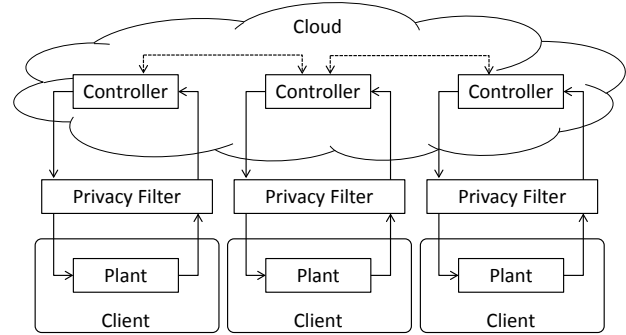 Cloud
Controller Controller Controller
Privacy Filter Privacy Filter Privacy Filter
Plant Plant Plant
Client Client Client